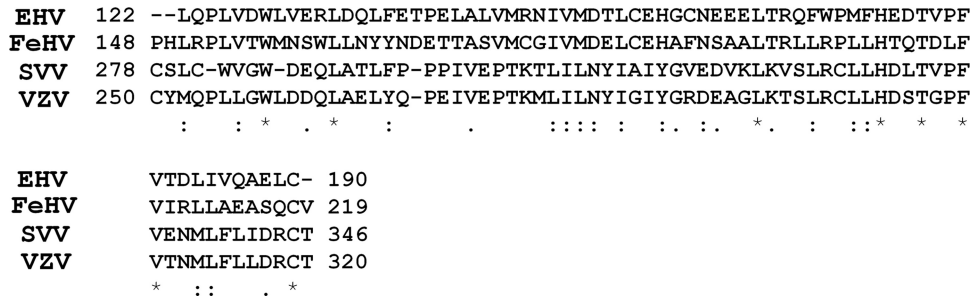 EHV 122 --LQPLVDWLVERLDQLFETPELALVMRNIVMDTLCEHGCNEEELTRQFWPMFHEDTVPF
FeHV 148 PHLRPLVTWMNSWLLNYYNDETTASVMCGIVMDELCEHAFNSAALTRLLRPLLHTQTDLF
SVV 278 CSLC-WVGW-DEQLATLFP-PPIVEPTKTLILNYIAIYGVEDVKLKVSLRCLLHDLTVPF
VZV 250 CYMQPLLGWLDDQLAELYQ-PEIVEPTKMLILNYIGIYGRDEAGLKTSLRCLLHDSTGPF
: : * . * : . :::: : :. :. *. : ::* * *
EHV VTDLIVQAELC- 190
FeHV VIRLLAEASQCV 219
SVV VENMLFLIDRCT 346
VZV VTNMLFLLDRCT 320
* :: . *